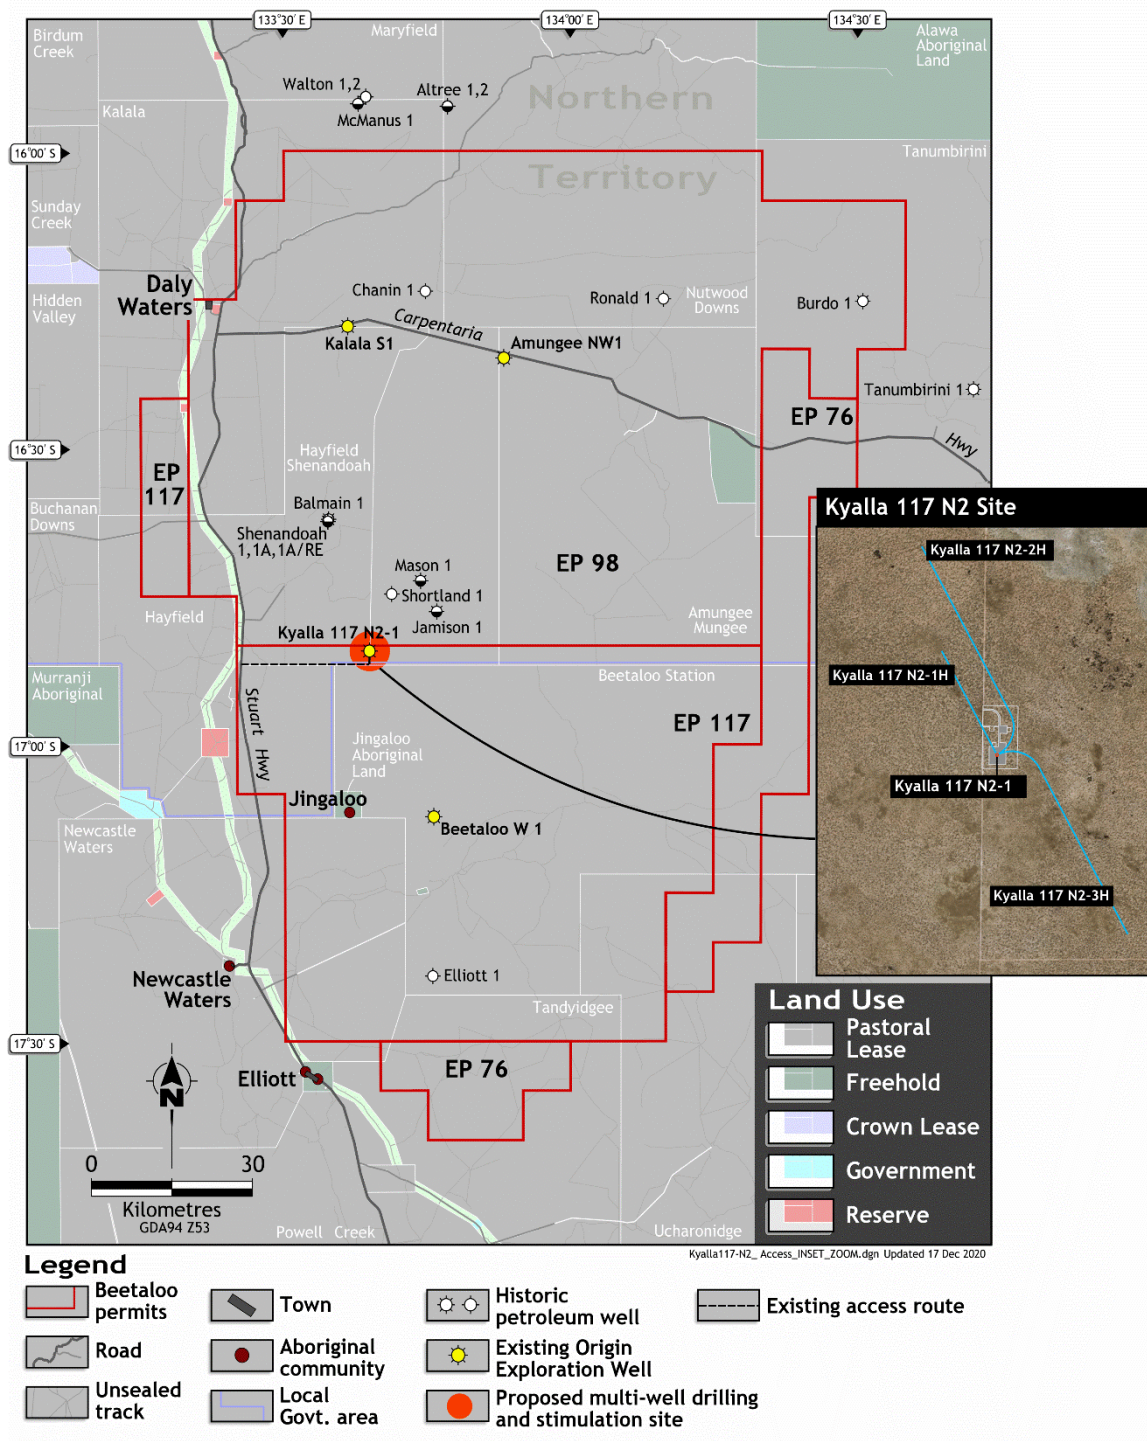 133°30' E
134°00' E
134°30' E
Birdum
Creek
Maryfield
Alawa
Aboriginal
Land
Walton 1,2
Altree 1,2
McManus 1
Kalala
Northern
Territory
16°00' S
Tanumbirini
Sunday
Creek
Daly
Waters
Hidden
Valley
Chanin 1
Ronald 1
Nutwood
Downs
Burdo 1
Kalala S1
Carpentaria
Amungee NW1
Tanumbirini 1
EP 76
Hwy
16°30' S
Hayfield
Shenandoah
EP
117
Buchanan
Downs
Balmain 1
Shenandoah
1,1A,1A/RE
Mason 1
Shortland 1
Jamison 1
EP 98
Hayfield
Amungee
Mungee
Kyalla 117 N2-1
Beetaloo Station
Murranji
Aboriginal
Stuart Hwy
EP 117
17°00' S
Jingaloo
Aboriginal
Land
Jingaloo
Newcastle
Waters
Beetaloo W 1
Newcastle
Waters
Elliott 1
Tandyidgee
17°30' S
Elliott
EP 76
N
0 30
Kilometres
GDA94 Z53
Powell Creek
Ucharonidge
Kyalla 117 N2 Site
Kyalla 117 N2-2H
Kyalla 117 N2-1H
Kyalla 117 N2-1
Kyalla 117 N2-3H
Land Use
Pastoral
Lease
Freehold
Crown Lease
Government
Reserve
Kyalla117-N2_ Access_INSET_ZOOM.dgn Updated 17 Dec 2020
Legend
Beetaloo
permits
Road
Unsealed
track
Town
Aboriginal
community
Local
Govt. area
Historic
petroleum well
Existing Origin
Exploration Well
Proposed multi-well drilling
and stimulation site
Existing access route